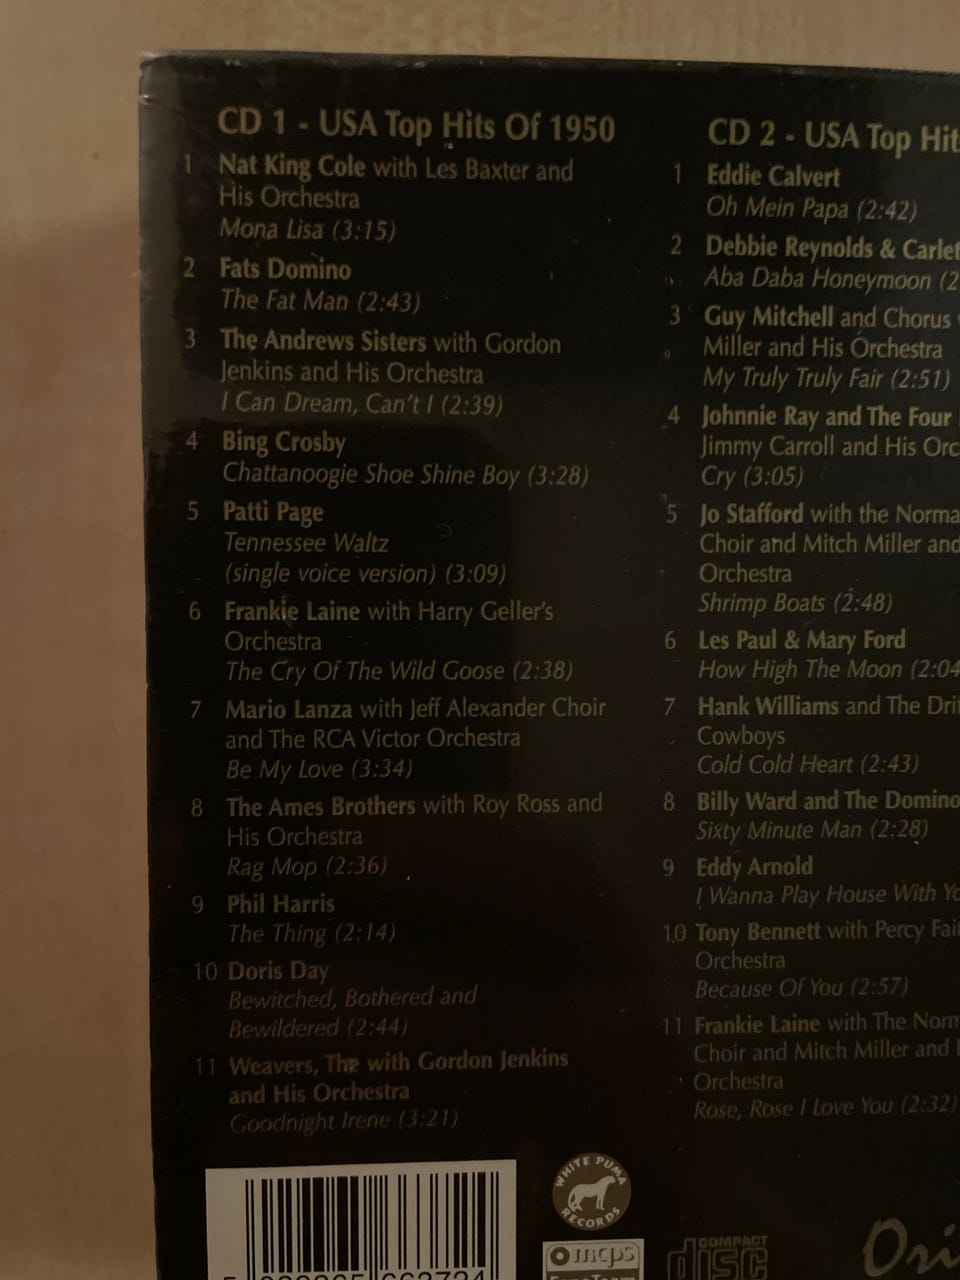 CD 1 - USA Top Hits Of 1950
1 Nat King Cole with Les Baxter and
His Orchestra
Mona Lisa (3:15)
2 Fats Domino
The Fat Man (2:43)
3 The Andrews Sisters with Gordon
Jenkins and His Orchestra
I Can Dream, Can't I (2:39)
4 Bing Crosby
Chattanoogie Shoe Shine Boy (3:28)
5 Patti Page
Tennessee Waltz
(single voice version) (3:09)
6 Frankie Laine with Harry Geller's
Orchestra
The Cry Of The Wild Goose (2:38)
7 Mario Lanza with Jeff Alexander Choir
and The RCA Victor Orchestra
Be My Love (3:34)
8 The Ames Brothers with Roy Ross and
His Orchestra
Rag Mop (2:36)
9 Phil Harris
The Thing (2:14)
10 Doris Day
Bewitched, Bothered and
Bewildered (2:44)
11 Weavers, The with Gordon Jenkins
and His Orchestra
Goodnight Irene (3:21)
CD 2 - USA Top Hit
1 Eddie Calvert
Oh Mein Papa (2:42)
2 Debbie Reynolds & Carlet
Aba Daba Honeymoon (2
3 Guy Mitchell and Chorus
Miller and His Orchestra
My Truly Truly Fair (2:51)
4 Johnnie Ray and The Four
Jimmy Carroll and His Orc
Cry (3:05)
5 Jo Stafford with the Norma
Choir and Mitch Miller and
Orchestra
Shrimp Boats (2:48)
6 Les Paul & Mary Ford
How High The Moon (2:04
7 Hank Williams and The Drif
Cowboys
Cold Cold Heart (2:43)
8 Billy Ward and The Domino
Sixty Minute Man (2:28)
9 Eddy Arnold
I Wanna Play House With Yo
10 Tony Bennett with Percy Fai
Orchestra
Because Of You (2:57)
11 Frankie Laine with The Norm
Choir and Mitch Miller and
Orchestra
Rose, Rose I Love You (2:32)
WHITE PUMA
RECORDS
mcps
COMPACT
disc
Ori